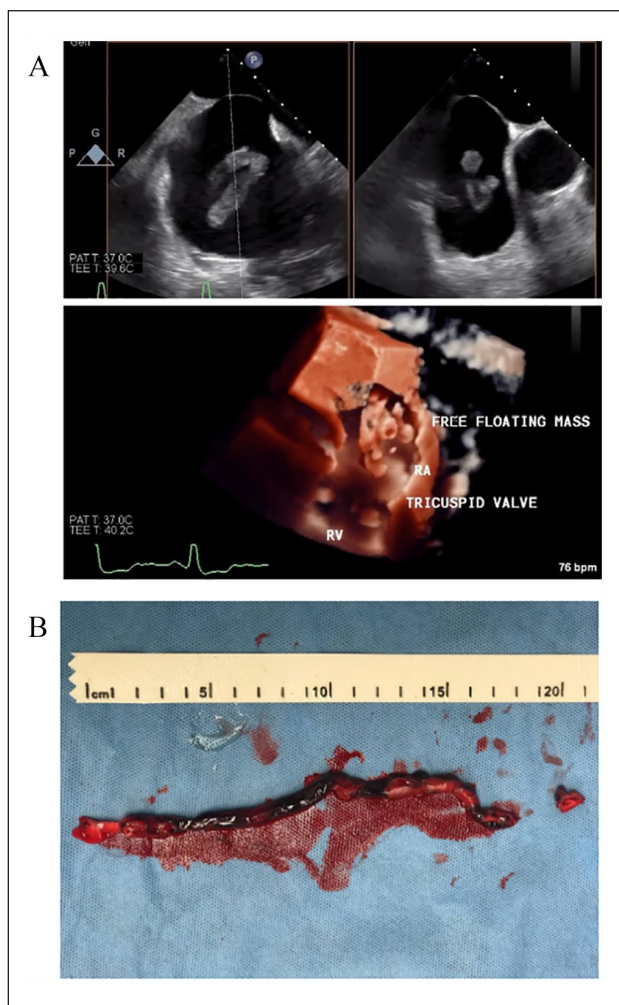 A
P
G
P R
PAT T: 37.0C
TEE T: 39.6C
FREE FLOATING MASS
RA
TRICUSPID VALVE
PAT T: 37.0C
TEE T: 40.2C
RV
76 bpm
B
1cm 5 10 15 20